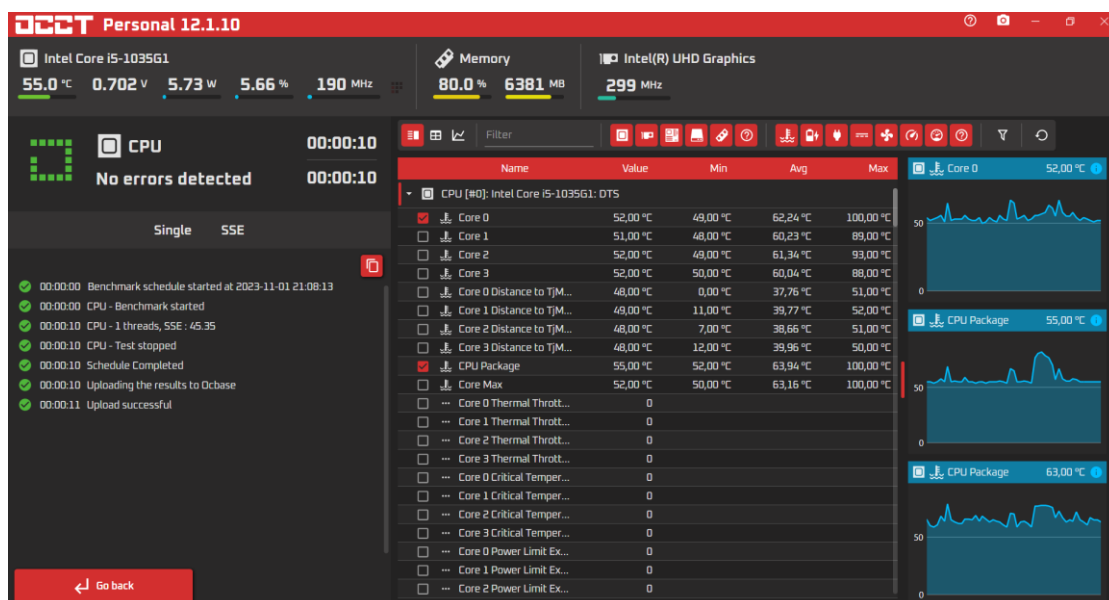 OCCT Personal 12.1.10
Intel Core i5-1035G1
55.0 °C 0.702 V 5.73 W 5.66 % 190 MHz
Memory
80.0 % 6381 MB
Intel(R) UHD Graphics
299 MHz
CPU 00:00:10
No errors detected 00:00:10
Single SSE
00:00:00 Benchmark schedule started at 2023-11-01 21:08:13
00:00:00 CPU - Benchmark started
00:00:10 CPU - 1 threads, SSE : 45.35
00:00:10 CPU - Test stopped
00:00:10 Schedule Completed
00:00:10 Uploading the results to Ocbase
00:00:11 Upload successful
Go back
Filter
Name Value Min Avg Max
CPU [#0]: Intel Core i5-1035G1: DTS
Core 0 52,00 °C 49,00 °C 62,24 °C 100,00 °C
Core 1 51,00 °C 48,00 °C 60,23 °C 89,00 °C
Core 2 52,00 °C 49,00 °C 61,34 °C 93,00 °C
Core 3 52,00 °C 50,00 °C 60,04 °C 88,00 °C
Core 0 Distance to TjM... 48,00 °C 0,00 °C 37,76 °C 51,00 °C
Core 1 Distance to TjM... 49,00 °C 11,00 °C 39,77 °C 52,00 °C
Core 2 Distance to TjM... 48,00 °C 7,00 °C 38,66 °C 51,00 °C
Core 3 Distance to TjM... 48,00 °C 12,00 °C 39,96 °C 50,00 °C
CPU Package 55,00 °C 52,00 °C 63,94 °C 100,00 °C
Core Max 52,00 °C 50,00 °C 63,16 °C 100,00 °C
Core 0 Thermal Thrott... 0
Core 1 Thermal Thrott... 0
Core 2 Thermal Thrott... 0
Core 3 Thermal Thrott... 0
Core 0 Critical Temper... 0
Core 1 Critical Temper... 0
Core 2 Critical Temper... 0
Core 3 Critical Temper... 0
Core 0 Power Limit Ex... 0
Core 1 Power Limit Ex... 0
Core 2 Power Limit Ex... 0
Core 0 52,00 °C
50
0
CPU Package 55,00 °C
50
0
CPU Package 63,00 °C
50
0